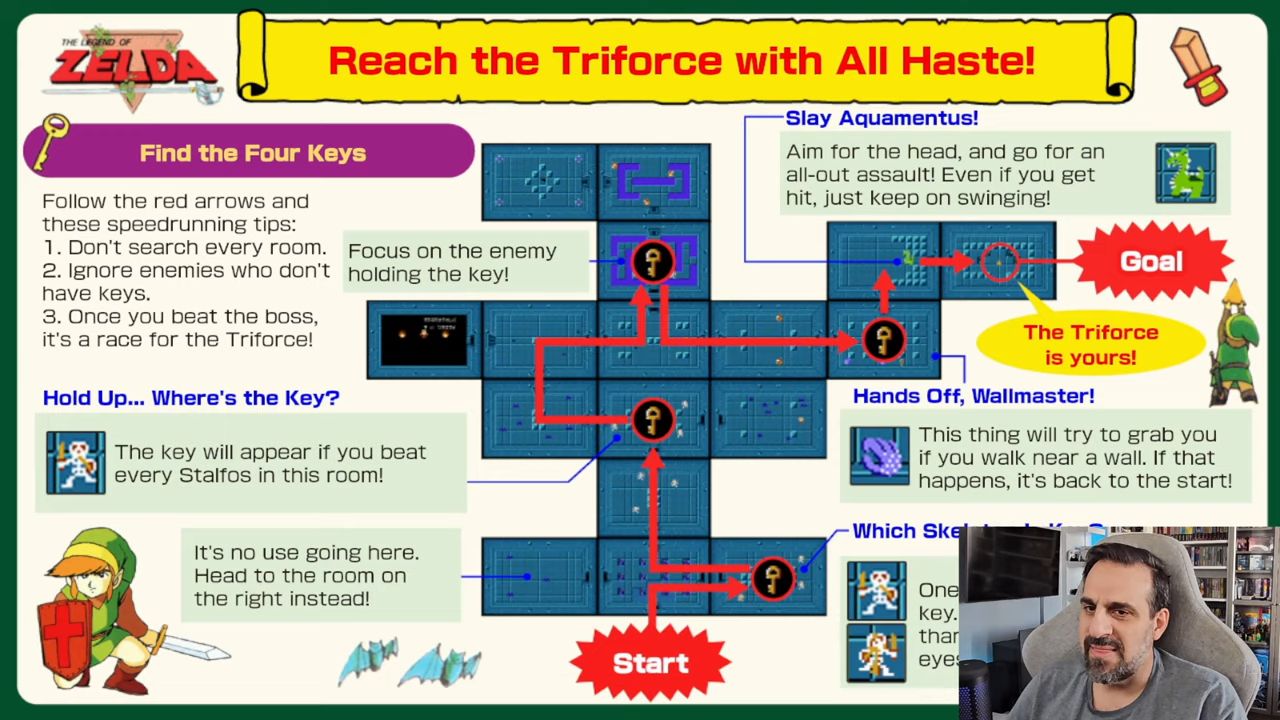 THE LEGEND OF
ZELDA
Reach the Triforce with All Haste!
Find the Four Keys
Follow the red arrows and
these speedrunning tips:
1. Don't search every room.
2. Ignore enemies who don't
have keys.
3. Once you beat the boss,
it's a race for the Triforce!
Focus on the enemy
holding the key!
Slay Aquamentus!
Aim for the head, and go for an
all-out assault! Even if you get
hit, just keep on swinging!
Goal
The Triforce
is yours!
Hold Up... Where's the Key?
The key will appear if you beat
every Stalfos in this room!
Hands Off, Wallmaster!
This thing will try to grab you
if you walk near a wall. If that
happens, it's back to the start!
It's no use going here.
Head to the room on
the right instead!
Which
One
key.
Start